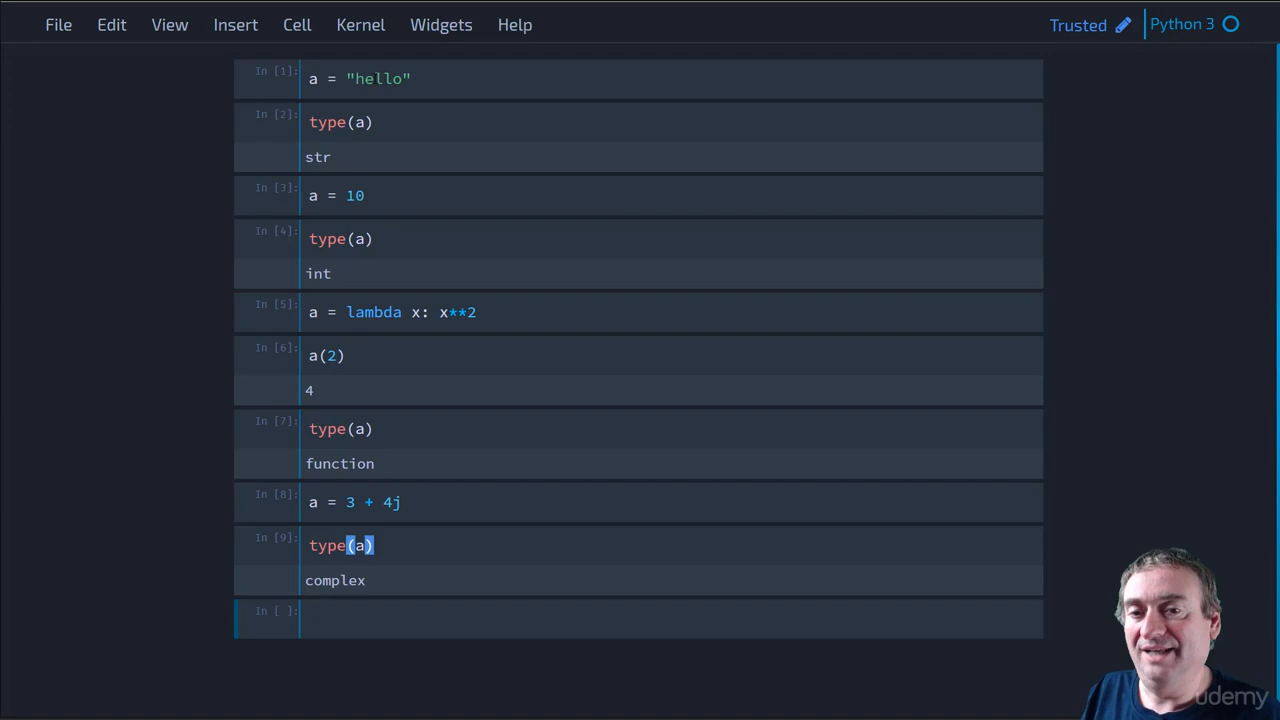 File Edit View Insert Cell Kernel Widgets Help Trusted Python 3
In [1]: a = "hello"
In [2]: type(a)
str
In [3]: a = 10
In [4]: type(a)
int
In [5]: a = lambda x: x**2
In [6]: a(2)
4
In [7]: type(a)
function
In [8]: a = 3 + 4j
In [9]: type(a)
complex
In [ ]:
udemy